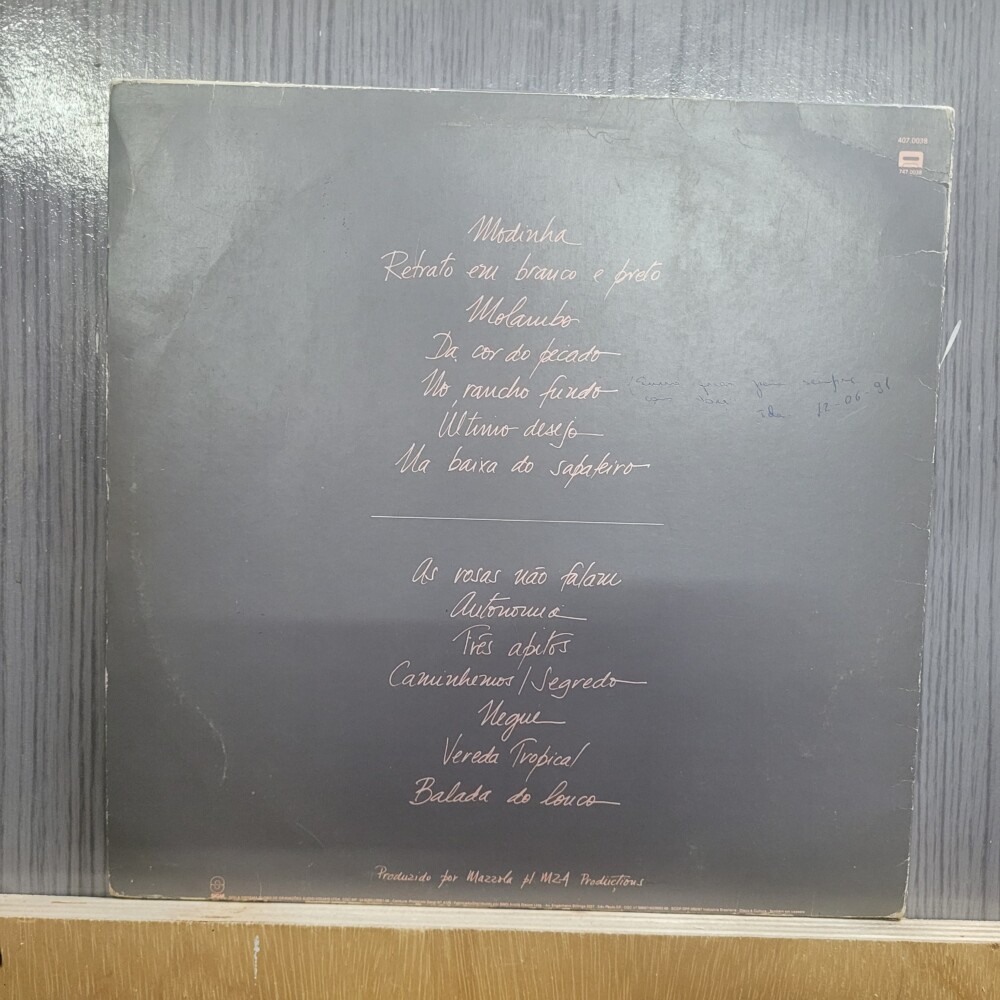 407.0039
Modinha
Retrato em branco e preto
Molambo
Da cor do pecado
No rancho fundo
Último desejo
Na baixa do sapateiro
12-06-91
As rosas não falam
Autonomia
Três apitos
Caminhemos / Segredo
Negue
Vereda Tropical
Balada do louco
Produzido por Mazzola p/ MZA Productions